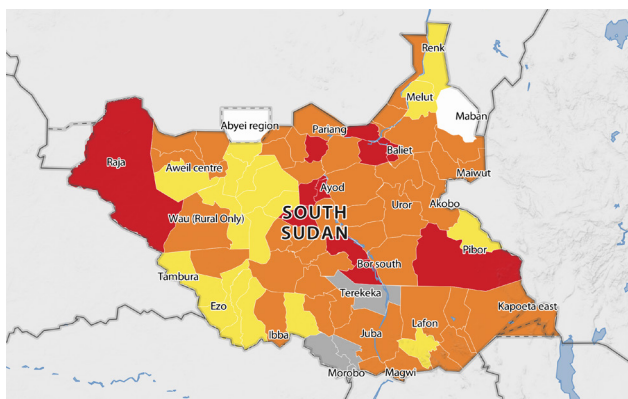 Renk
Melut
Maban
Abyei region
Pariang
Baliet
Raja
Aweil centre
Maiwut
Ayod
Uror
Akobo
Wau (Rural Only)
SOUTH
SUDAN
Pibor
Bor south
Tambura
Terekeka
Ezo
Kapoeta east
Lafon
Ibba
Juba
Morobo
Magwi